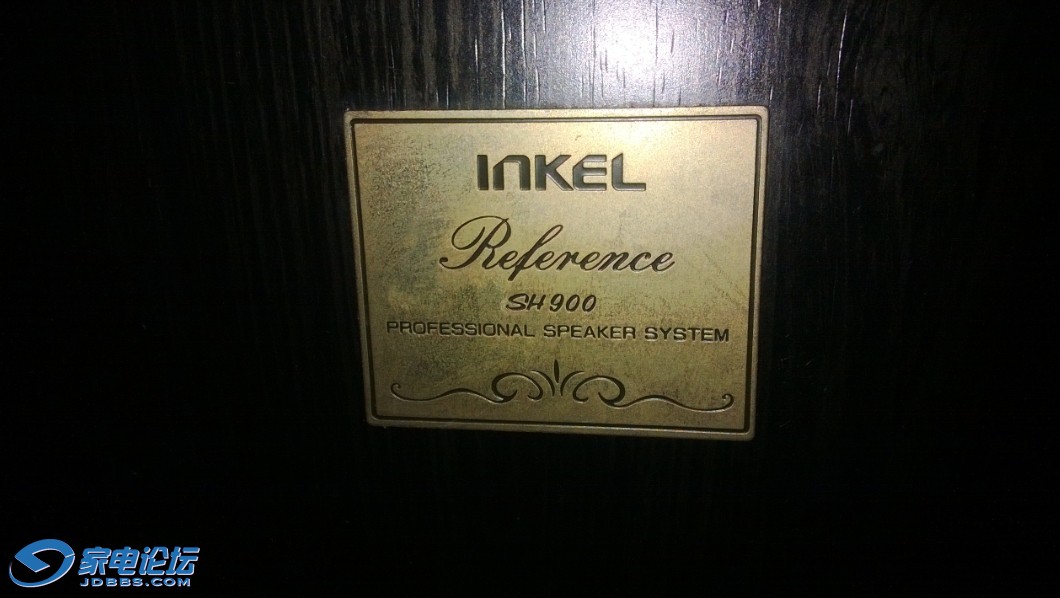 INKEL
Reference
SH900
PROFESSIONAL SPEAKER SYSTEM
家电论坛
JDBBS.COM